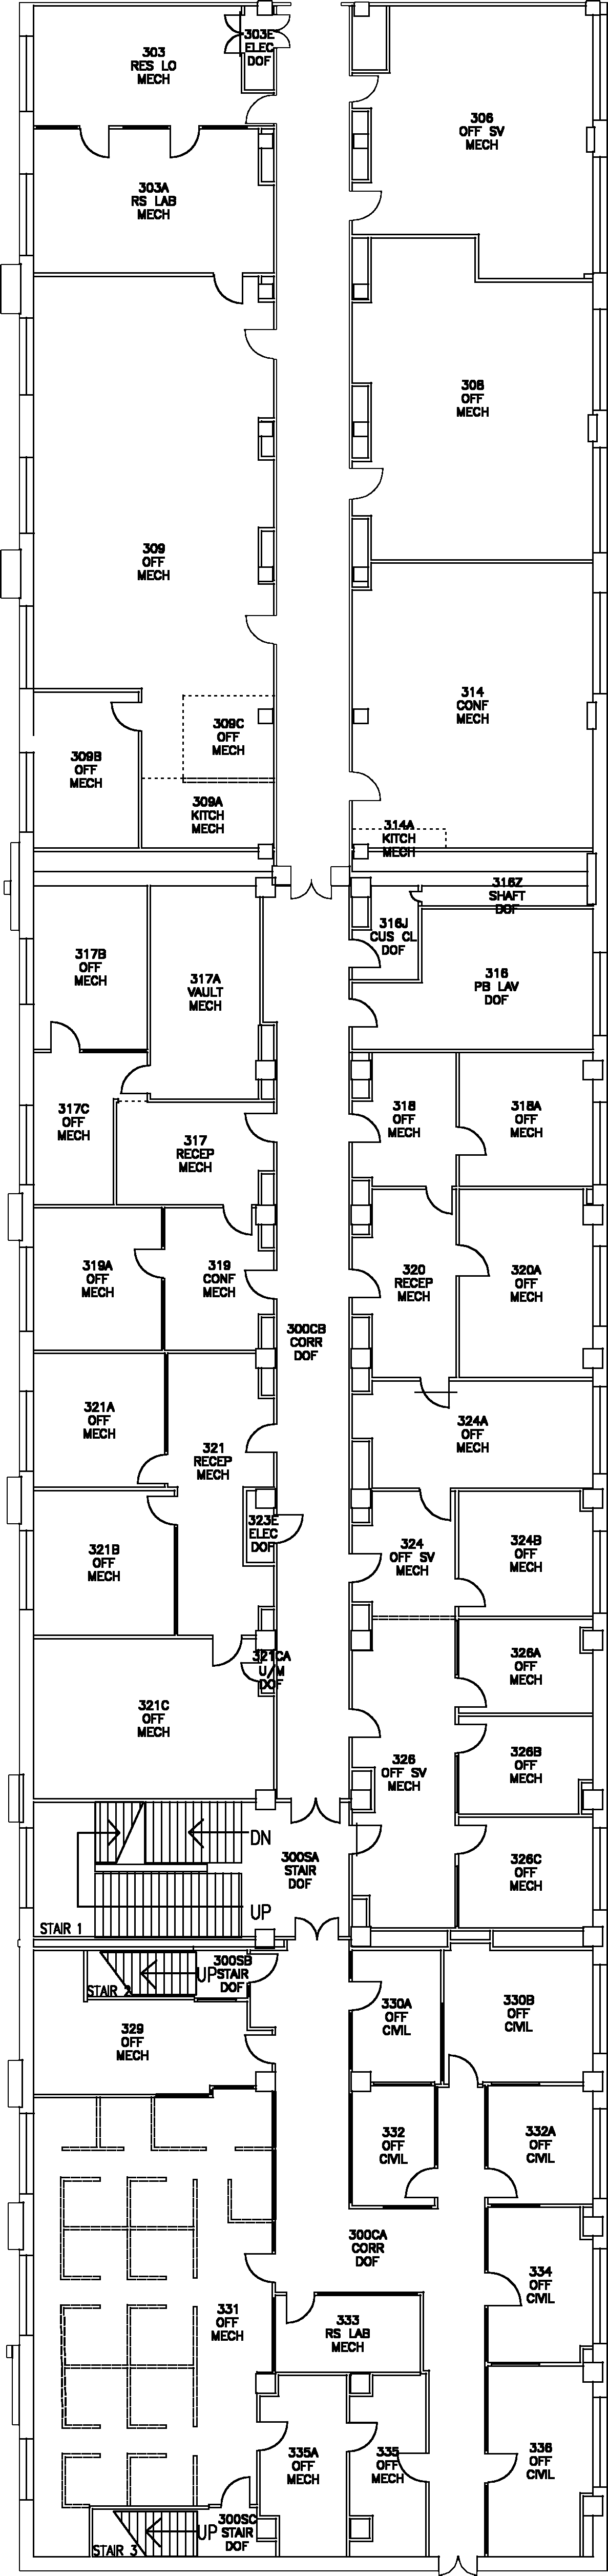 303E
ELEC
DOF
303
RES LO
MECH
306
OFF SV
MECH
303A
RS LAB
MECH
308
OFF
MECH
309
OFF
MECH
314
CONF
MECH
309C
OFF
MECH
309B
OFF
MECH
309A
KITCH
MECH
314A
KITCH
MECH
316Z
SHAFT
DOF
316J
CUS CL
DOF
317B
OFF
MECH
317A
VAULT
MECH
316
PB LAV
DOF
317C
OFF
MECH
318
OFF
MECH
318A
OFF
MECH
317
RECEP
MECH
319A
OFF
MECH
319
CONF
MECH
320
RECEP
MECH
320A
OFF
MECH
300CB
CORR
DOF
321A
OFF
MECH
321
RECEP
MECH
324A
OFF
MECH
323E
ELEC
DOF
321B
OFF
MECH
324
OFF SV
MECH
324B
OFF
MECH
321CA
U/M
DOF
326A
OFF
MECH
321C
OFF
MECH
326
OFF SV
MECH
326B
OFF
MECH
DN
300SA
STAIR
DOF
326C
OFF
MECH
UP
STAIR 1
300SB
STAIR
DOF
UP
STAIR 2
330A
OFF
CIVIL
330B
OFF
CIVIL
329
OFF
MECH
332
OFF
CIVIL
332A
OFF
CIVIL
300CA
CORR
DOF
334
OFF
CIVIL
331
OFF
MECH
333
RS LAB
MECH
335A
OFF
MECH
335
OFF
MECH
336
OFF
CIVIL
300SC
STAIR
DOF
UP
STAIR 3